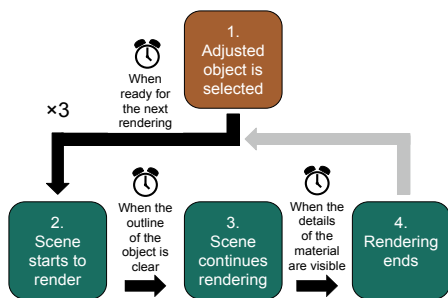 1.
Adjusted
object is
selected
When
ready for
the next
rendering
×3
2.
Scene
starts to
render
When the
outline
of the
object is
clear
3.
Scene
continues
rendering
When the
details
of the
material
are visible
4.
Rendering
ends